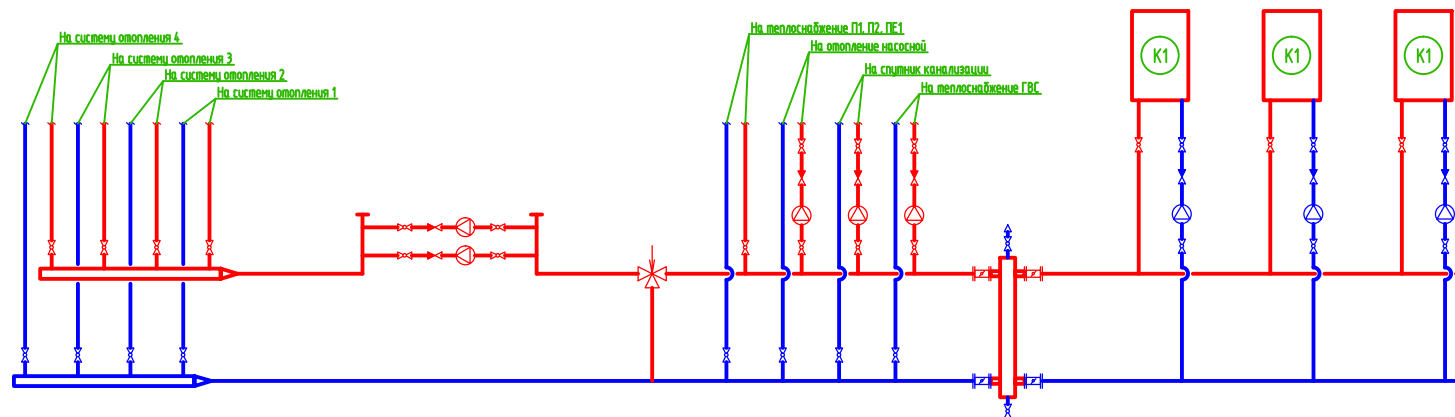 На систему отопления 4
На систему отопления 3
На систему отопления 2
На систему отопления 1
На теплоснабжение П1, П2, ПЕ1
На отопление насосной
На спутник канализации
На теплоснабжение ГВС
К1
К1
К1